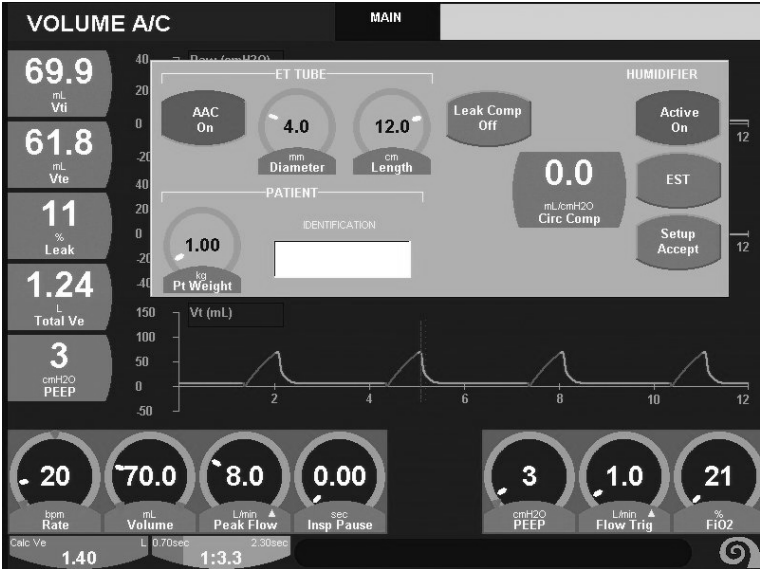 VOLUME A/C
MAIN
69.9
mL
Vti
61.8
mL
Vte
11
%
Leak
1.24
L
Total Ve
3
cmH2O
PEEP
40
20
0
-20
40
20
0
-20
-40
Paw (cmH2O)
ET TUBE
AAC
On
4.0
mm
Diameter
12.0
cm
Length
Leak Comp
Off
HUMIDIFIER
Active
On
0.0
mL/cmH2O
Circ Comp
EST
Setup
Accept
PATIENT
1.00
kg
Pt Weight
IDENTIFICATION
12
12
Vt (mL)
150
100
50
0
-50
2 4 6 8 10 12
20
bpm
Rate
70.0
mL
Volume
8.0
L/min
Peak Flow
0.00
sec
Insp Pause
3
cmH2O
PEEP
1.0
L/min
Flow Trig
21
%
FiO2
Calc Ve L
1.40
0.70sec 2.30sec
1:3.3